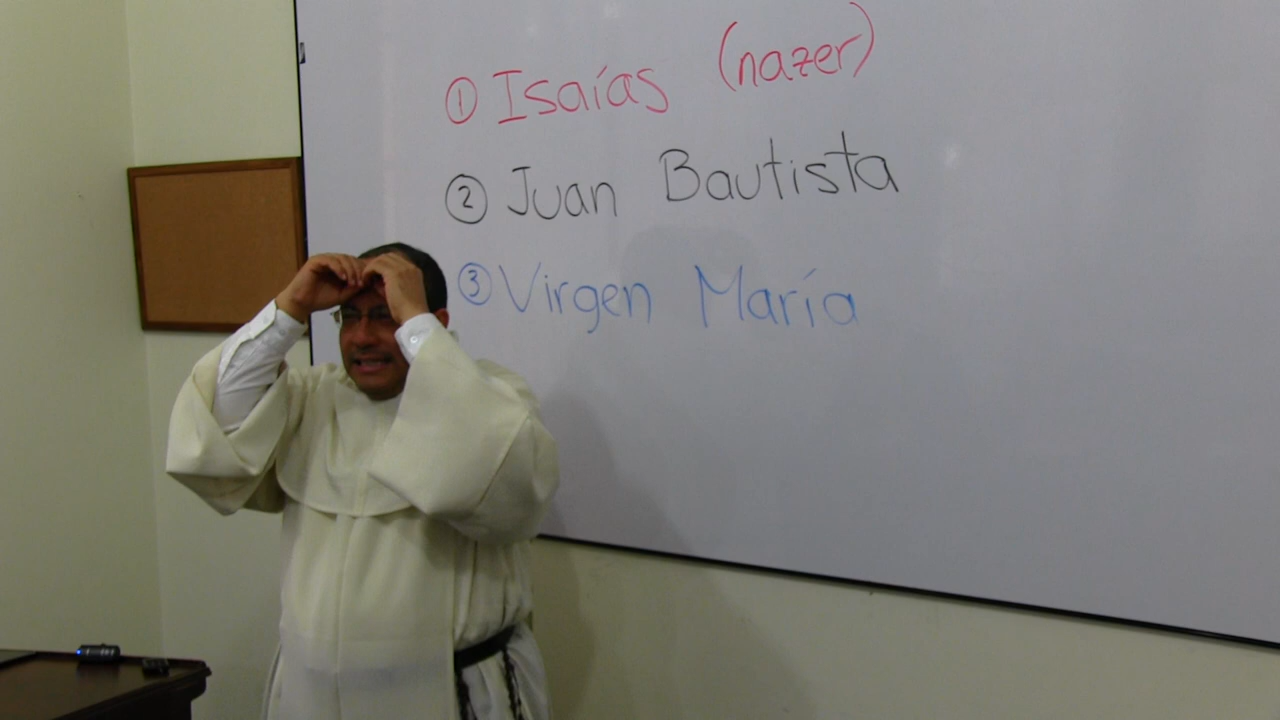 ① Isaías (nazer)
② Juan Bautista
③ Virgen María